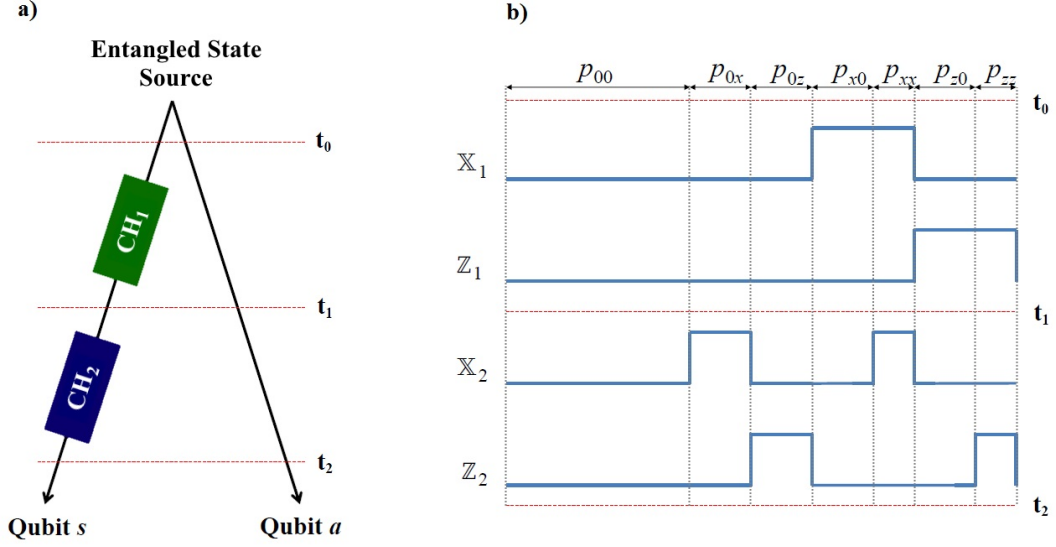 a)
Entangled State
Source
t₀
CH₁
t₁
CH₂
t₂
Qubit s
Qubit a
b)
p₀₀ p₀ₓ p₀z pₓ₀ pₓₓ pz₀ pzz
t₀
𝕏₁
ℤ₁
t₁
𝕏₂
ℤ₂
t₂